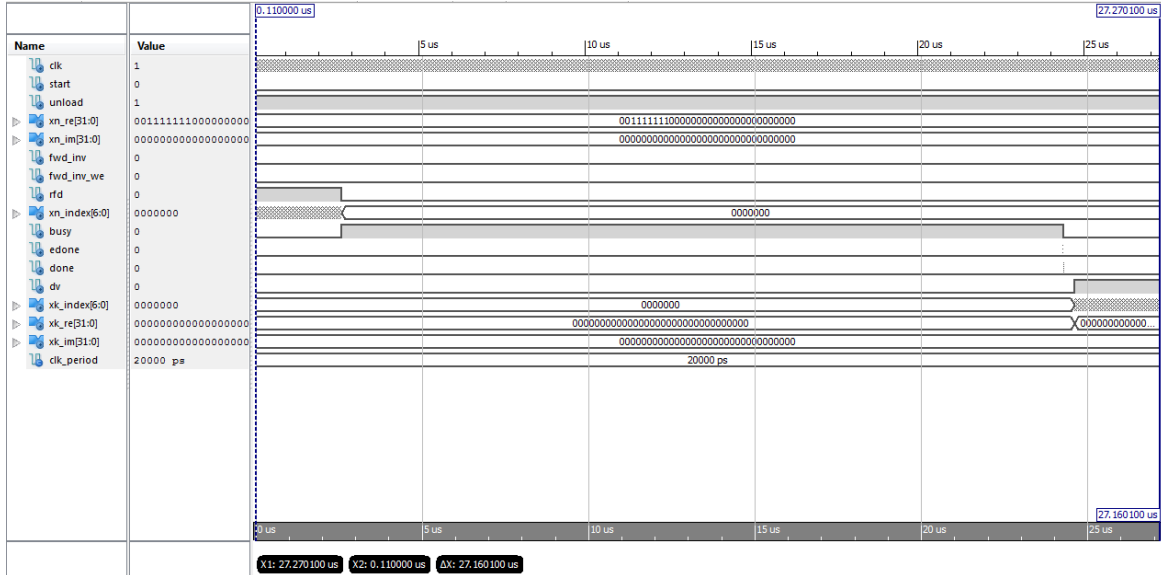 0.110000 us 27.270100 us
Name Value 5 us 10 us 15 us 20 us 25 us
clk 1
start 0
unload 1
xn_re[31:0] 001111111000000000 00111111100000000000000000000000
xn_im[31:0] 000000000000000000 00000000000000000000000000000000
fwd_inv 0
fwd_inv_we 0
rfd 0
xn_index[6:0] 0000000 0000000
busy 0
edone 0
done 0
dv 0
xk_index[6:0] 0000000 0000000
xk_re[31:0] 000000000000000000 00000000000000000000000000000000 000000000000...
xk_im[31:0] 000000000000000000 00000000000000000000000000000000
clk_period 20000 ps 20000 ps
27.160100 us
0 us 5 us 10 us 15 us 20 us 25 us
X1: 27.270100 us X2: 0.110000 us ΔX: 27.160100 us